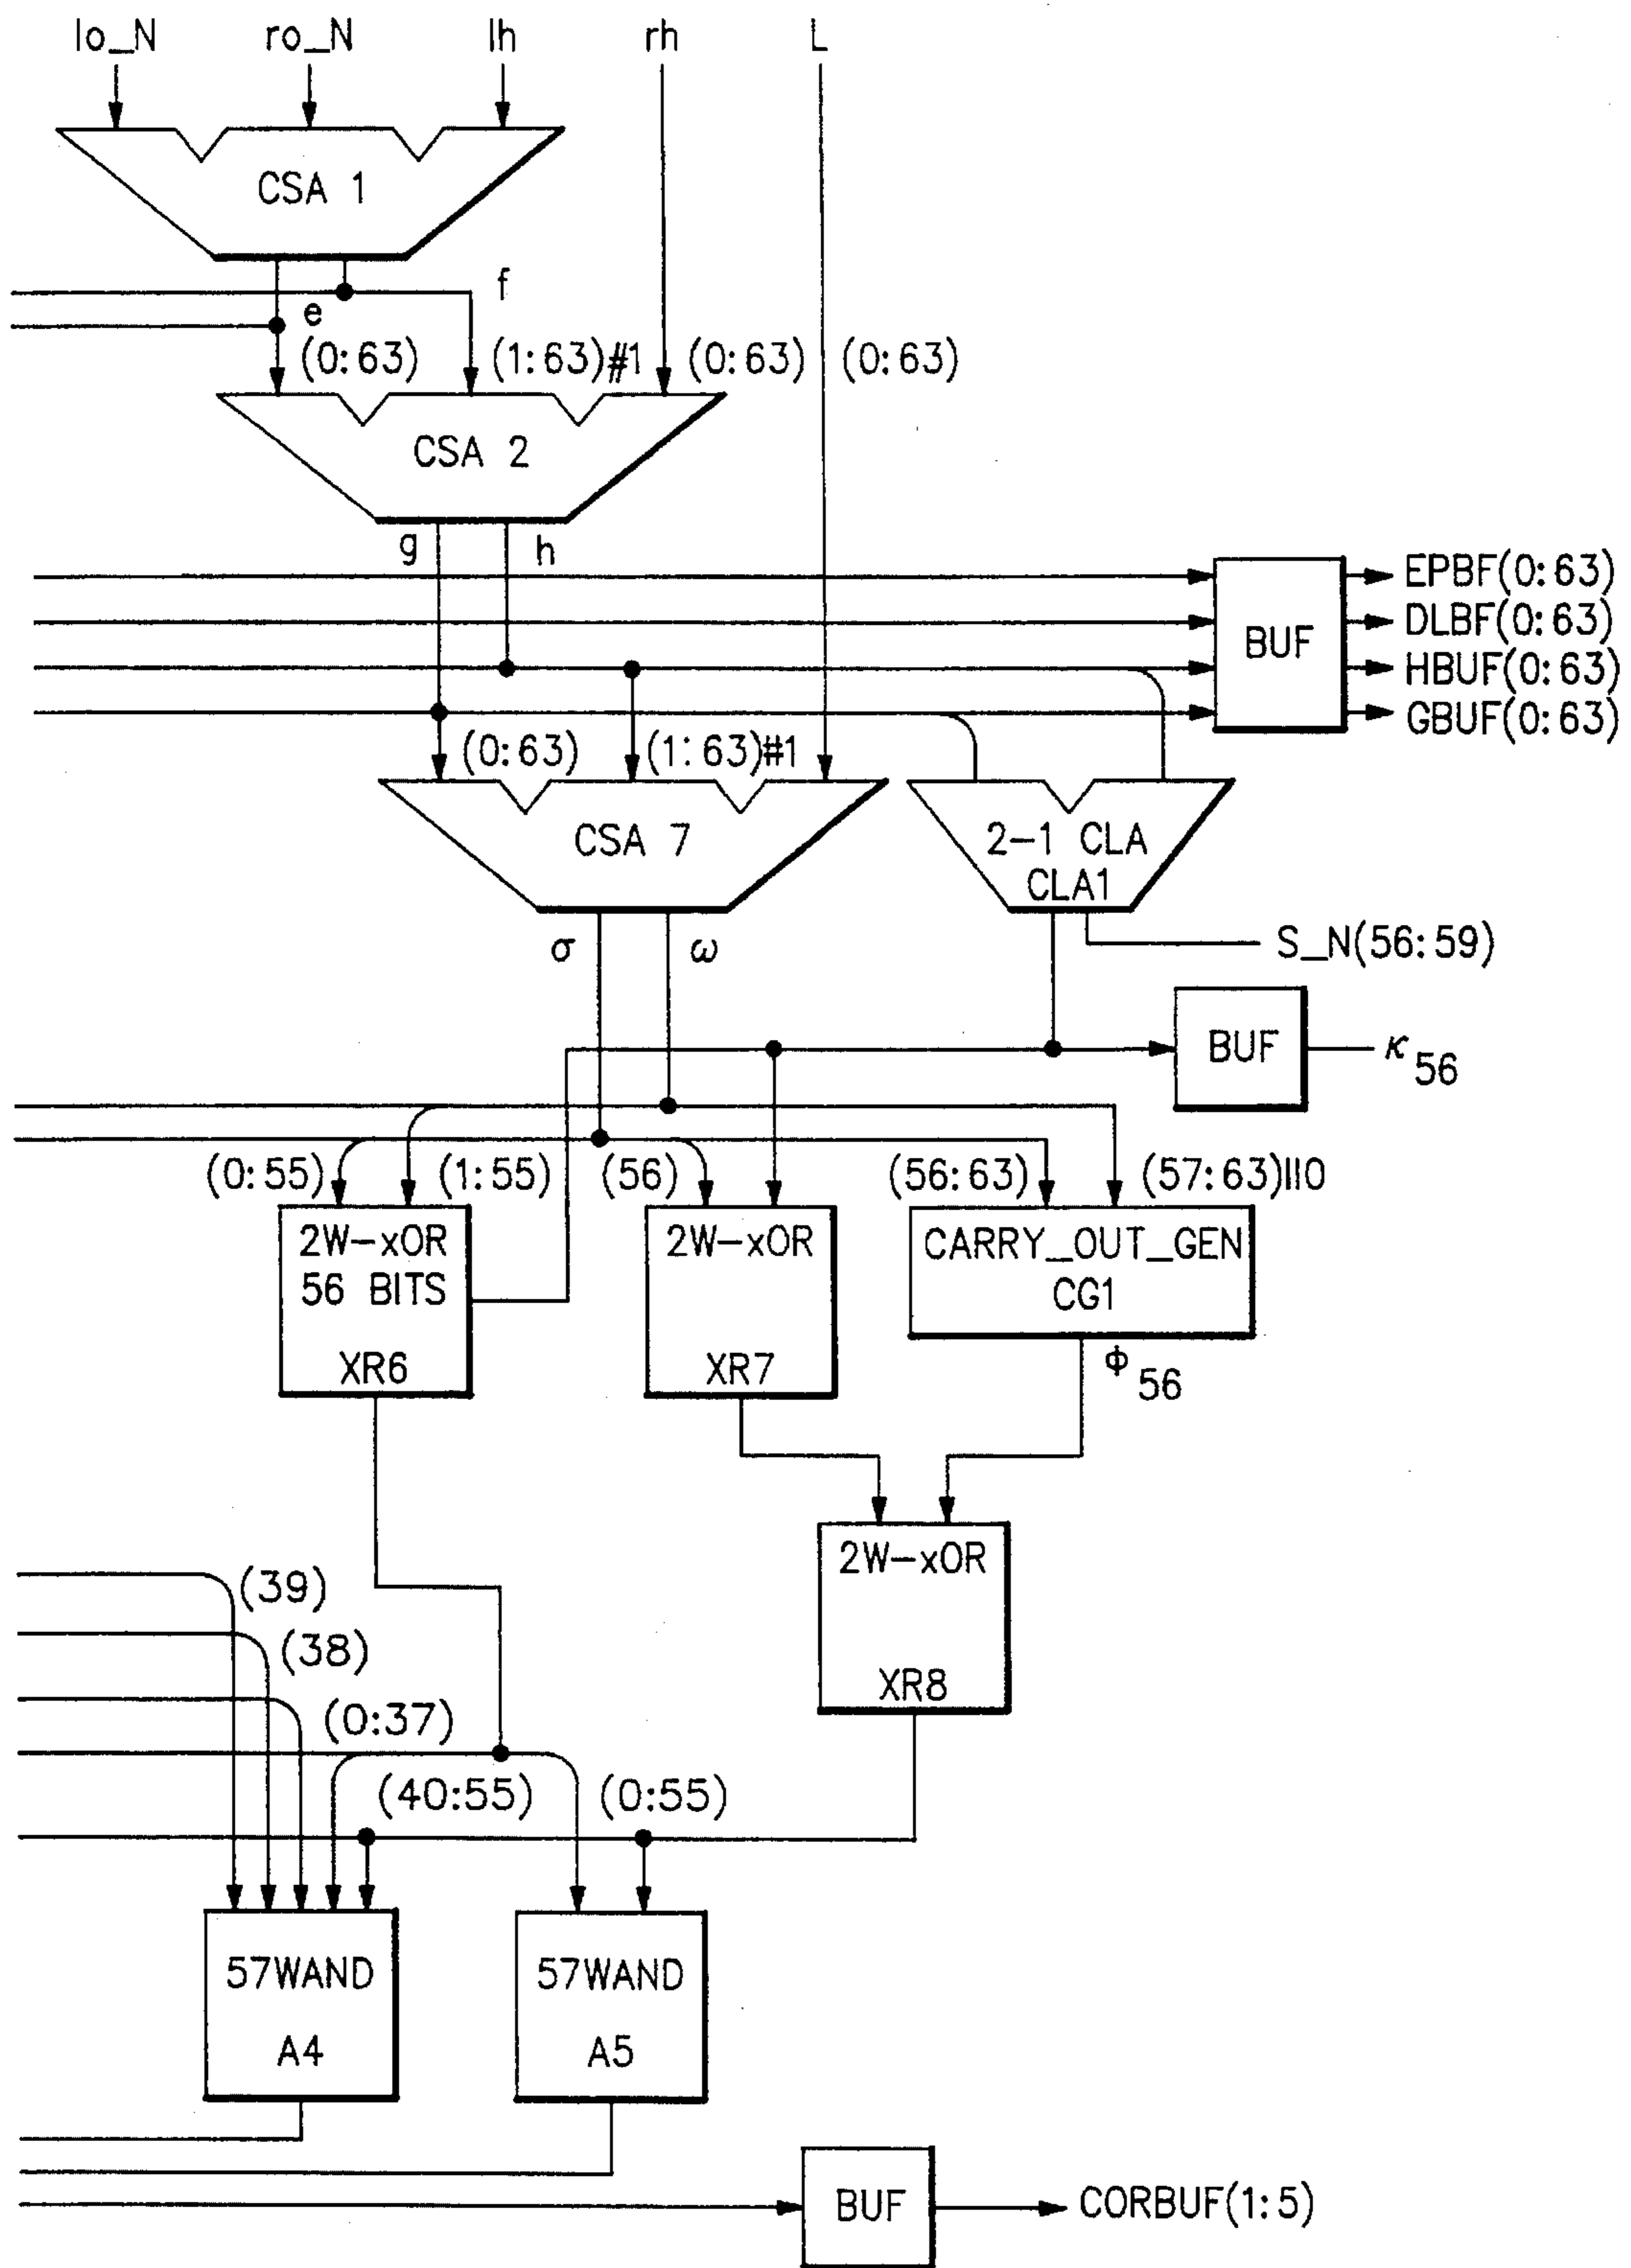 lo_N ro_N lh rh L
CSA 1
f
e
(0:63) (1:63)#1 (0:63) (0:63)
CSA 2
g h
EPBF(0:63)
DLBF(0:63)
BUF
HBUF(0:63)
GBUF(0:63)
(0:63) (1:63)#1
CSA 7
2-1 CLA
CLA1
σ ω
S_N(56:59)
BUF
κ56
(0:55) (1:55) (56) (56:63) (57:63)||0
2W-xOR
56 BITS
XR6
2W-xOR
XR7
CARRY_OUT_GEN
CG1
Φ56
2W-xOR
XR8
(39)
(38)
(0:37)
(40:55) (0:55)
57WAND
A4
57WAND
A5
BUF
CORBUF(1:5)